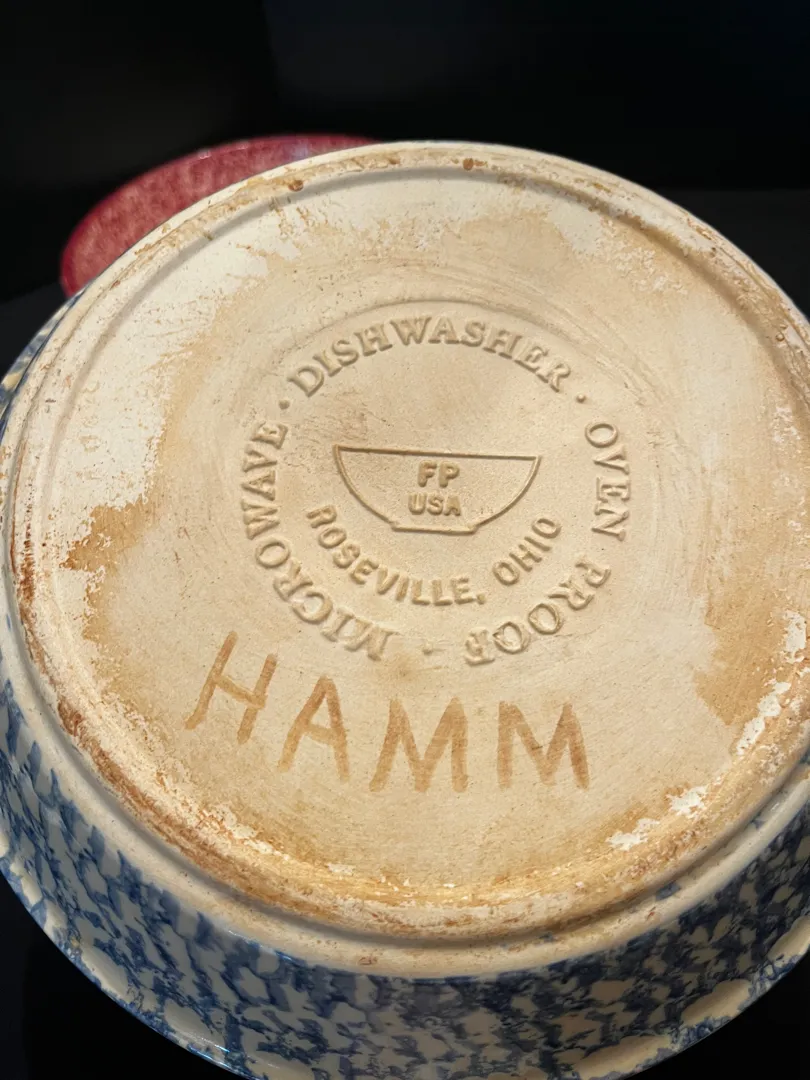 MICROWAVE · DISHWASHER · OVEN PROOF ·
FP
USA
ROSEVILLE, OHIO
HAMM